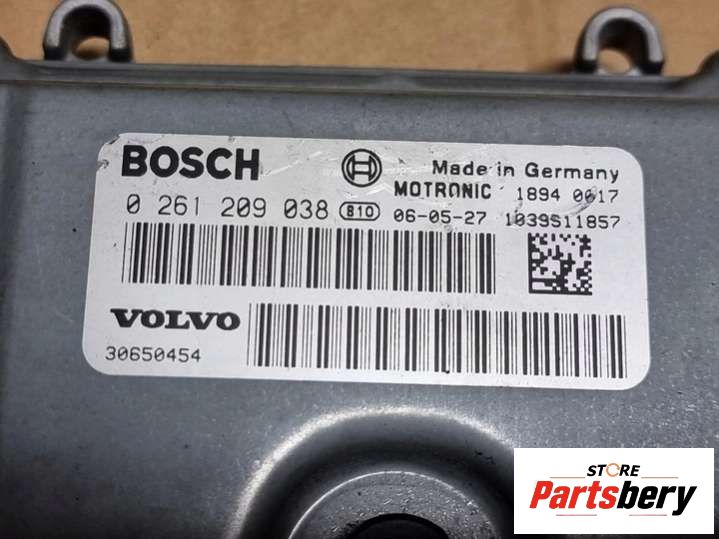 BOSCH
Made in Germany
MOTRONIC 1894 0617
0 261 209 038 810 06-05-27 1039S11857
VOLVO
30650454
STORE
Partsbery